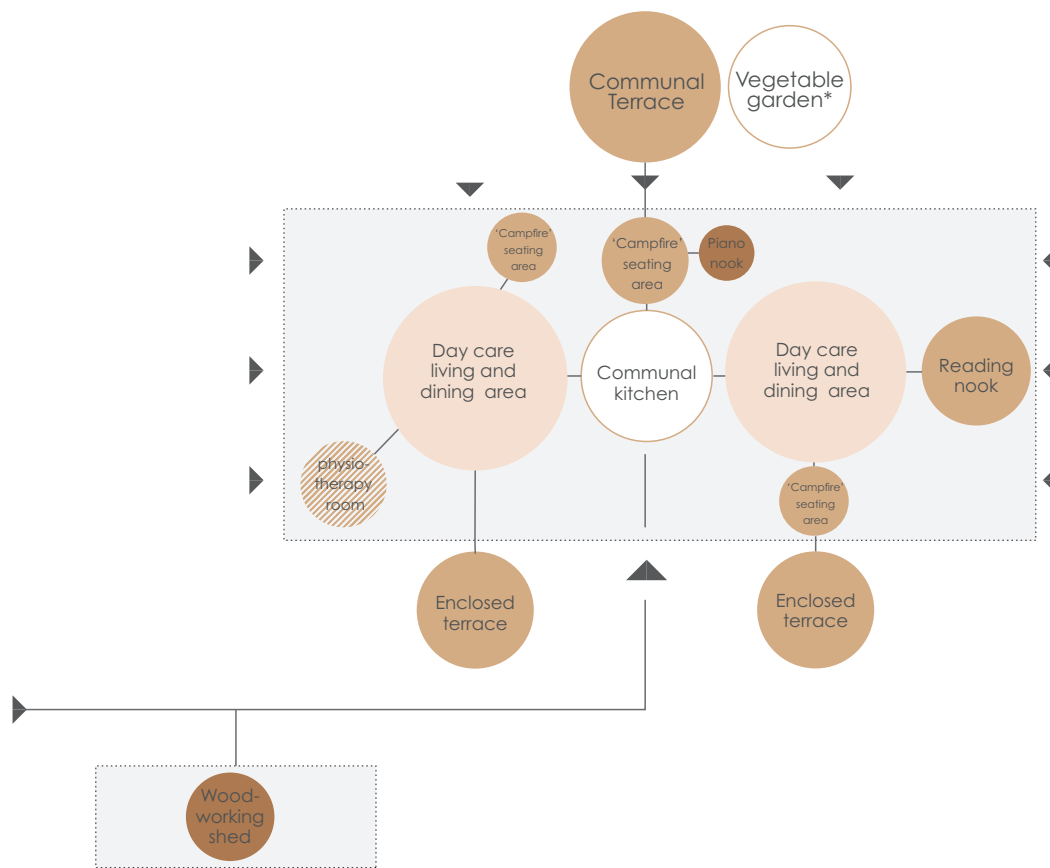 Communal
Terrace
Vegetable
garden*
‘Campfire’
seating
area
‘Campfire’
seating
area
Piano
nook
Day care
living and
dining area
Communal
kitchen
Day care
living and
dining area
Reading
nook
physio-
therapy
room
‘Campfire’
seating
area
Enclosed
terrace
Enclosed
terrace
Wood-
working
shed